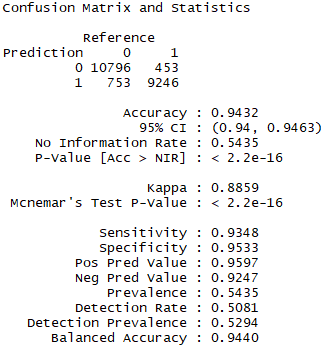 Confusion Matrix and Statistics
Reference
Prediction 0 1
0 10796 453
1 753 9246
Accuracy : 0.9432
95% CI : (0.94, 0.9463)
No Information Rate : 0.5435
P-Value [Acc > NIR] : < 2.2e-16
Kappa : 0.8859
Mcnemar's Test P-Value : < 2.2e-16
Sensitivity : 0.9348
Specificity : 0.9533
Pos Pred Value : 0.9597
Neg Pred Value : 0.9247
Prevalence : 0.5435
Detection Rate : 0.5081
Detection Prevalence : 0.5294
Balanced Accuracy : 0.9440